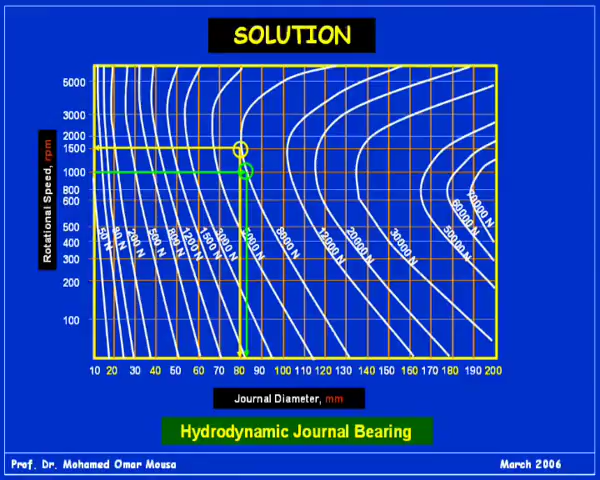 SOLUTION
5000
3000
2000
1500
1000
800
600
500
400
300
200
100
Rotational Speed, rpm
50 N
80 N
200 N
500 N
800 N
1200 N
1500 N
3000 N
5000 N
8000 N
12000 N
20000 N
30000 N
50000 N
60000 N
70000 N
10 20 30 40 50 60 70 80 90 100 110 120 130 140 150 160 170 180 190 200
Journal Diameter, mm
Hydrodynamic Journal Bearing
Prof. Dr. Mohamed Omar Mousa
March 2006